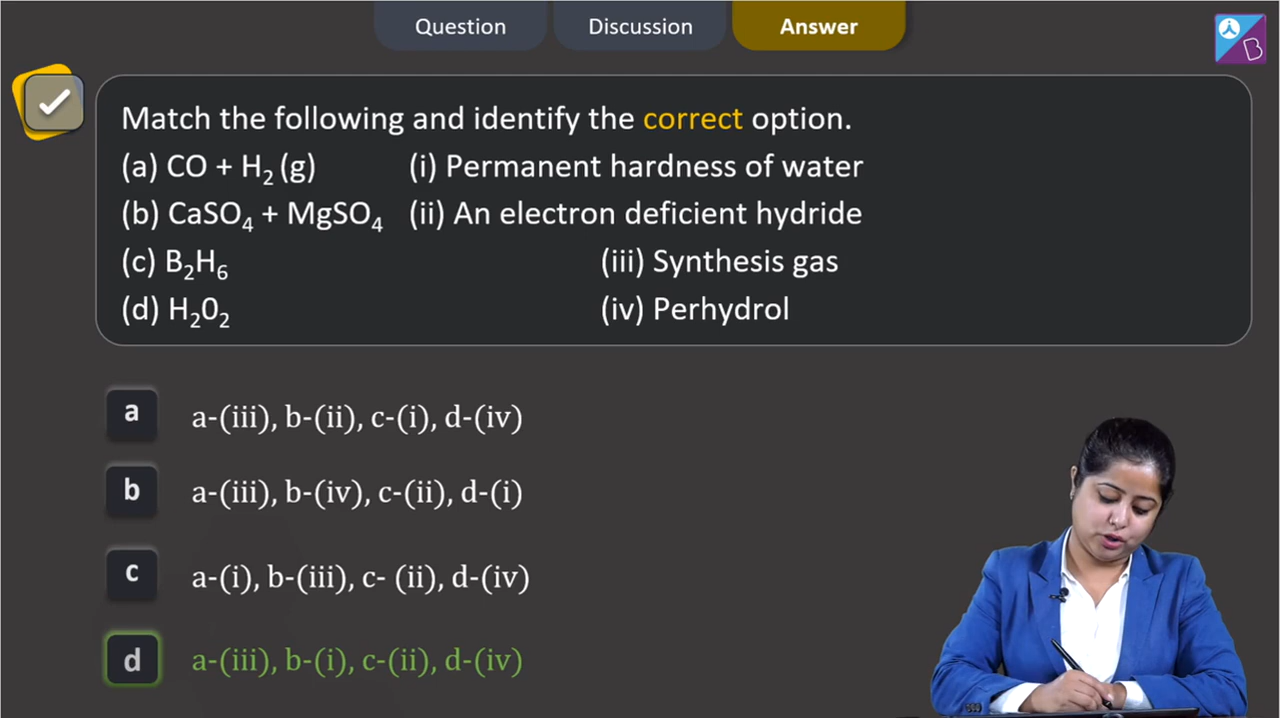 Question Discussion Answer
B
Match the following and identify the correct option.
(a) CO + H₂ (g) (i) Permanent hardness of water
(b) CaSO₄ + MgSO₄ (ii) An electron deficient hydride
(c) B₂H₆ (iii) Synthesis gas
(d) H₂0₂ (iv) Perhydrol
a a-(iii), b-(ii), c-(i), d-(iv)
b a-(iii), b-(iv), c-(ii), d-(i)
c a-(i), b-(iii), c- (ii), d-(iv)
d a-(iii), b-(i), c-(ii), d-(iv)